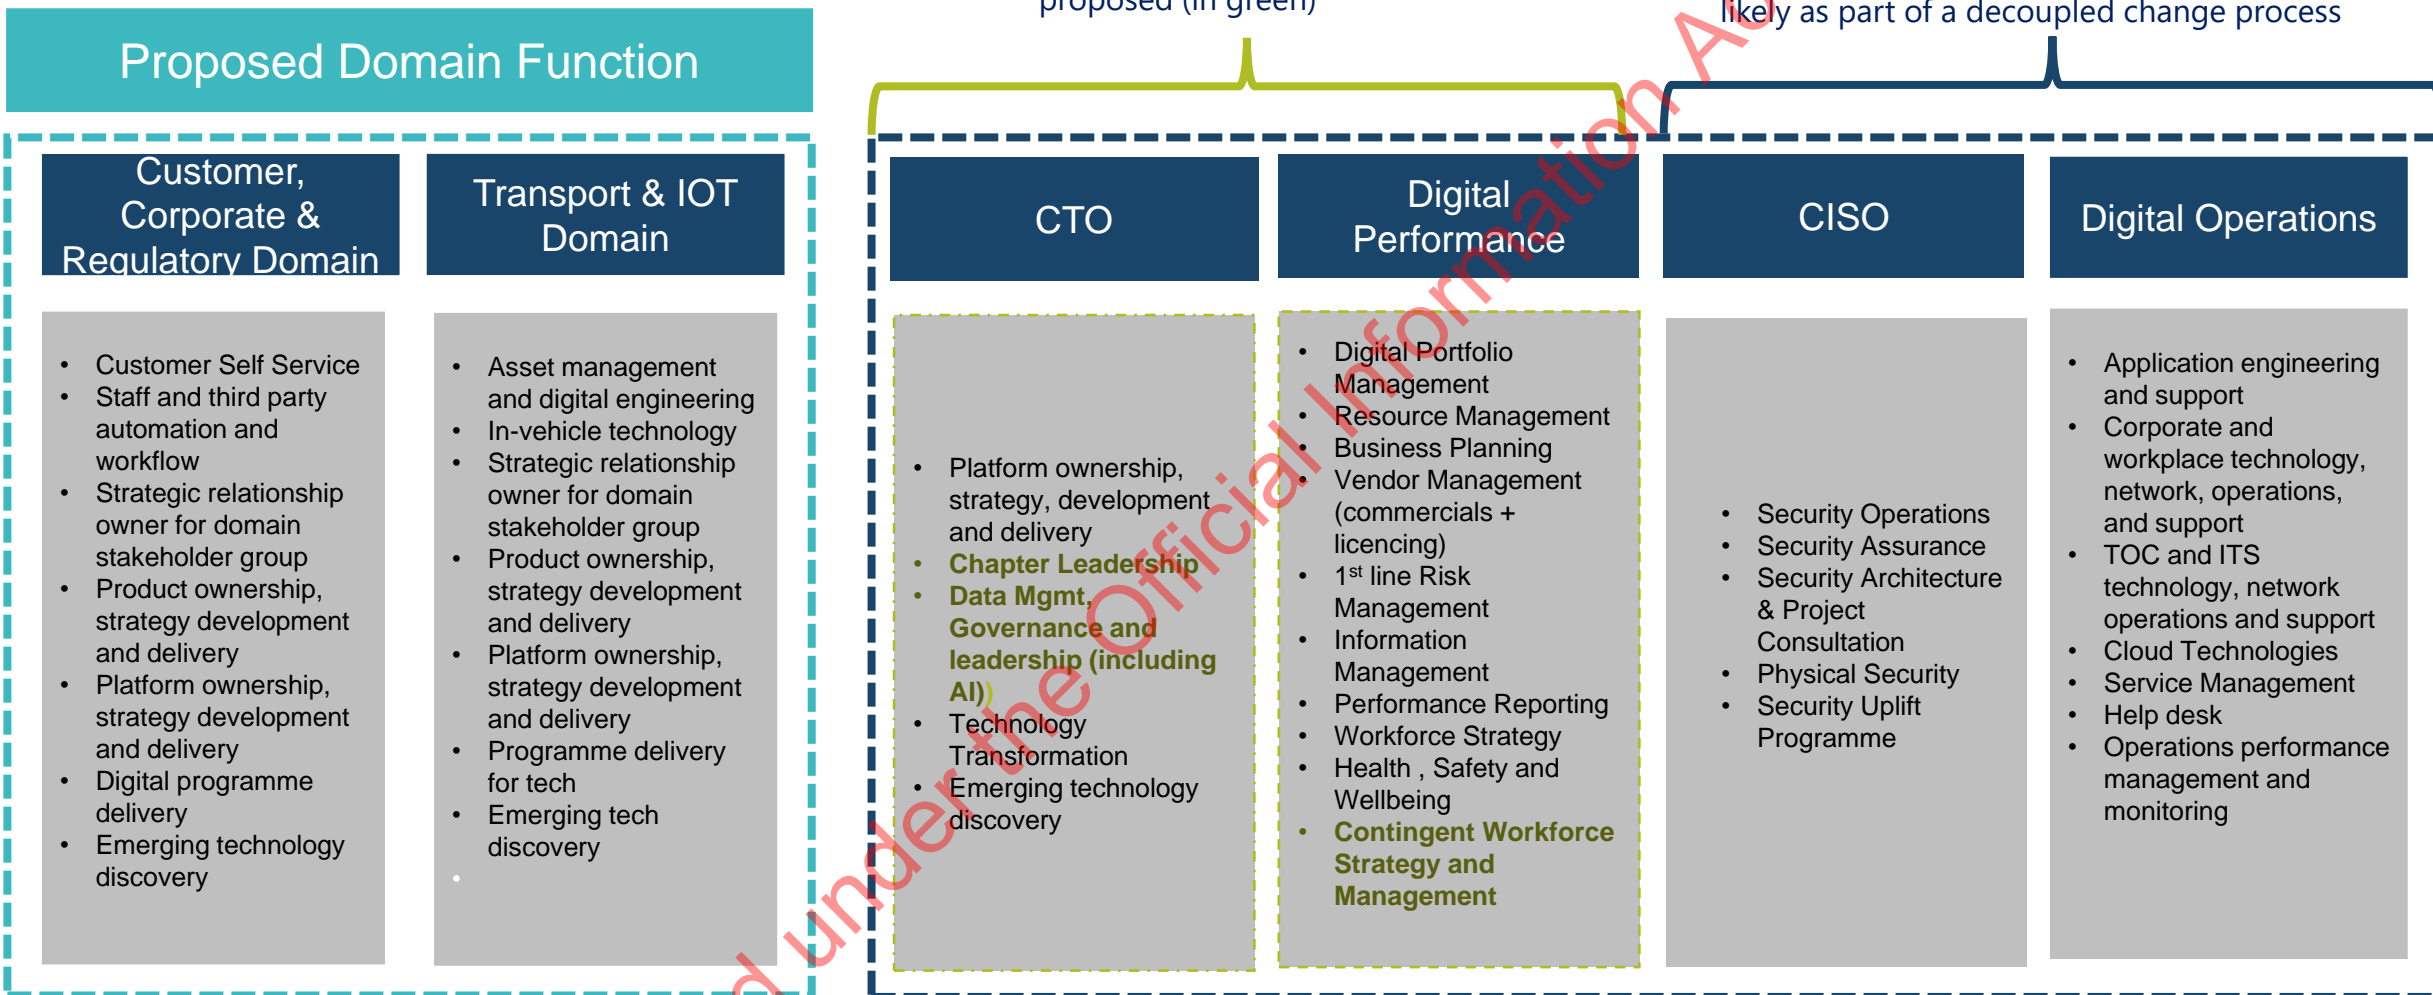 proposed (in green)
likely as part of a decoupled change process
Proposed Domain Function
Customer,
Corporate &
Regulatory Domain
• Customer Self Service
• Staff and third party
automation and
workflow
• Strategic relationship
owner for domain
stakeholder group
• Product ownership,
strategy development
and delivery
• Platform ownership,
strategy development
and delivery
• Digital programme
delivery
• Emerging technology
discovery
Transport & IOT
Domain
• Asset management
and digital engineering
• In-vehicle technology
• Strategic relationship
owner for domain
stakeholder group
• Product ownership,
strategy development
and delivery
• Platform ownership,
strategy development
and delivery
• Programme delivery
for tech
• Emerging tech
discovery
•
CTO
• Platform ownership,
strategy, development
and delivery
• Chapter Leadership
• Data Mgmt,
Governance and
leadership (including
AI))
• Technology
Transformation
• Emerging technology
discovery
Digital
Performance
• Digital Portfolio
Management
• Resource Management
• Business Planning
• Vendor Management
(commercials +
licencing)
• 1st line Risk
Management
• Information
Management
• Performance Reporting
• Workforce Strategy
• Health , Safety and
Wellbeing
• Contingent Workforce
Strategy and
Management
CISO
• Security Operations
• Security Assurance
• Security Architecture
& Project
Consultation
• Physical Security
• Security Uplift
Programme
Digital Operations
• Application engineering
and support
• Corporate and
workplace technology,
network, operations,
and support
• TOC and ITS
technology, network
operations and support
• Cloud Technologies
• Service Management
• Help desk
• Operations performance
management and
monitoring
under the Official Information